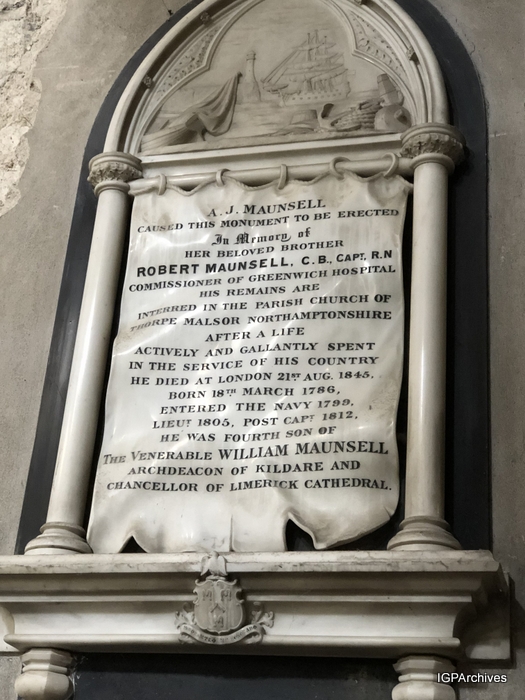 A. J. MAUNSELL
CAUSED THIS MONUMENT TO BE ERECTED
In Memory of
HER BELOVED BROTHER
ROBERT MAUNSELL, C.B., CAPT, R.N
COMMISSIONER OF GREENWICH HOSPITAL
HIS REMAINS ARE
INTERRED IN THE PARISH CHURCH OF
THORPE MALSOR NORTHAMPTONSHIRE
AFTER A LIFE
ACTIVELY AND GALLANTLY SPENT
IN THE SERVICE OF HIS COUNTRY
HE DIED AT LONDON 21ST AUG. 1845.
BORN 18TH MARCH 1786,
ENTERED THE NAVY 1799,
LIEUT 1805, POST CAPT 1812.
HE WAS FOURTH SON OF
THE VENERABLE WILLIAM MAUNSELL
ARCHDEACON OF KILDARE AND
CHANCELLOR OF LIMERICK CATHEDRAL.
IGPArchives